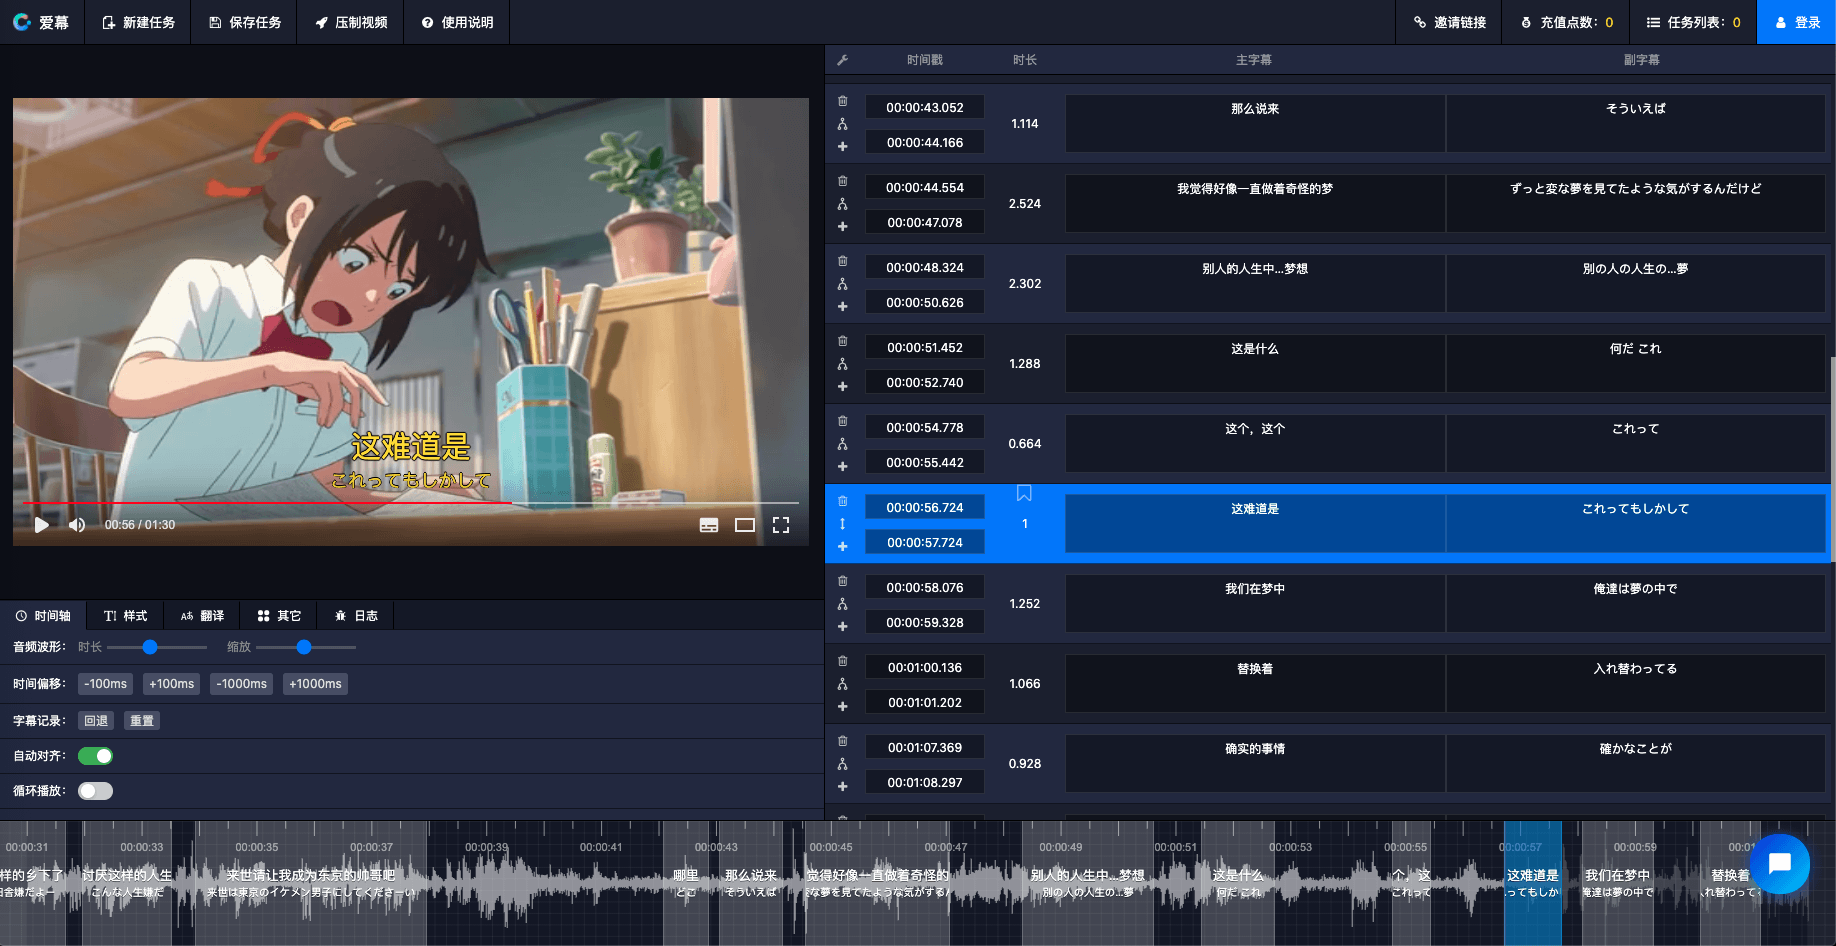 爱幕
新建任务
保存任务
压制视频
使用说明
邀请链接
充值点数：0
任务列表：0
登录
这难道是
これってもしかして
00:56 / 01:30
时间轴
样式
翻译
其它
日志
音频波形： 时长 缩放
时间偏移： -100ms +100ms -1000ms +1000ms
字幕记录： 回退 重置
自动对齐：
循环播放：
时间戳 时长 主字幕 副字幕
00:00:43.052
00:00:44.166
1.114
那么说来
そういえば
00:00:44.554
00:00:47.078
2.524
我觉得好像一直做着奇怪的梦
ずっと変な夢を見てたような気がするんだけど
00:00:48.324
00:00:50.626
2.302
别人的人生中...梦想
別の人の人生の...夢
00:00:51.452
00:00:52.740
1.288
这是什么
何だ これ
00:00:54.778
00:00:55.442
0.664
这个，这个
これって
00:00:56.724
00:00:57.724
1
这难道是
これってもしかして
00:00:58.076
00:00:59.328
1.252
我们在梦中
俺達は夢の中で
00:01:00.136
00:01:01.202
1.066
替换着
入れ替わってる
00:01:07.369
00:01:08.297
0.928
确实的事情
確かなことが
00:00:31 00:00:33 00:00:35 00:00:37 00:00:39 00:00:41 00:00:43 00:00:45 00:00:47 00:00:49 00:00:51 00:00:53 00:00:55 00:00:57 00:00:59 00:01
样的乡下了 讨厌这样的人生 来世请让我成为东京的帅哥吧 哪里 那么说来 觉得好像一直做着奇怪的 别人的人生中...梦想 这是什么 个，这 这难道是 我们在梦中 替换着
嫌だよー こんな人生嫌だ 来世は東京のイケメン男子にしてくださーい どこ そういえば 変な夢を見てたような気がする 別の人の人生の...夢 何だ これ これって ってもしか 俺達は夢の中で れ替わって